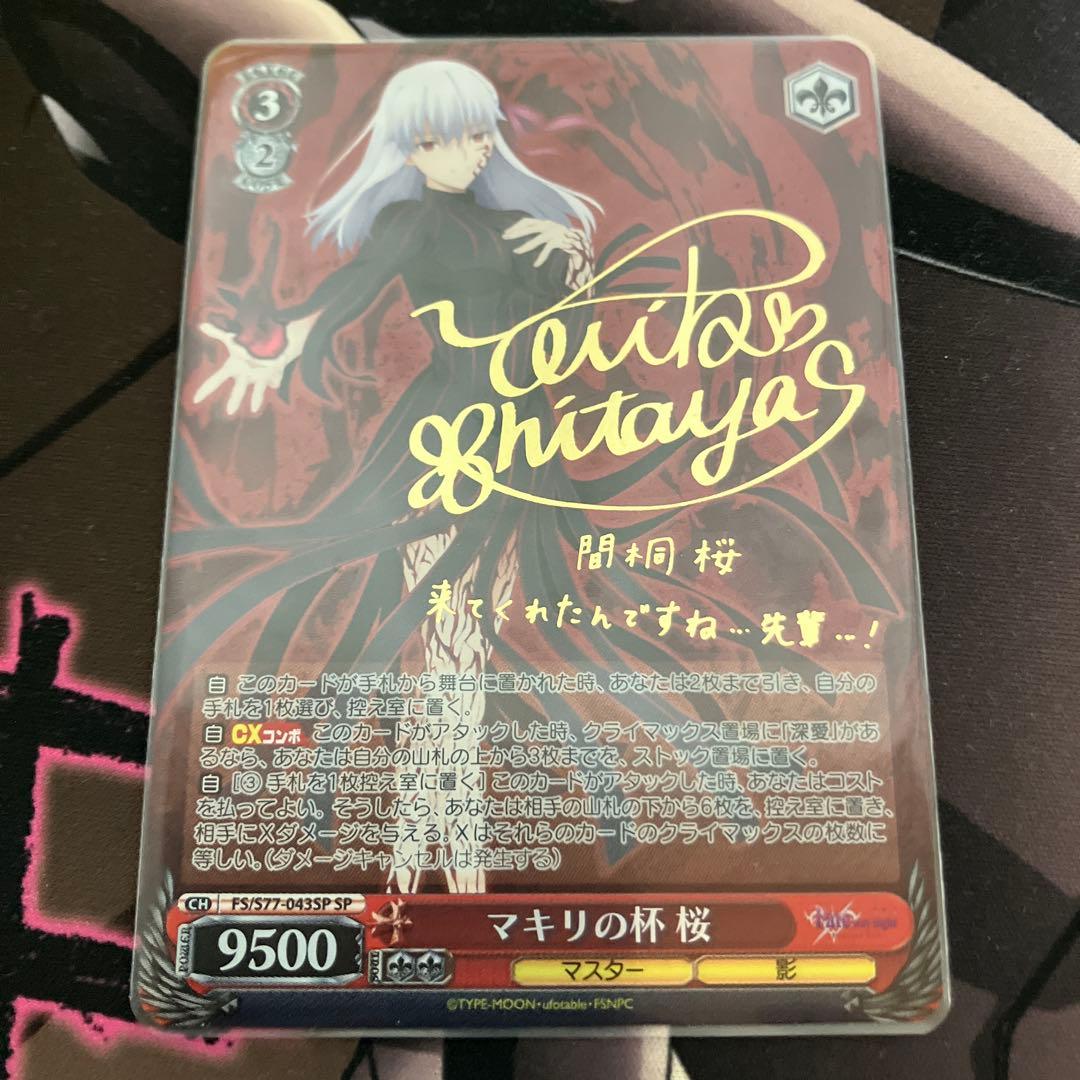 LEVEL
3
2
COST
Noriko
Shitaya
間桐 桜
来てくれたんですね…先輩…!
自 このカードが手札から舞台に置かれた時、あなたは2枚まで引き、自分の
手札を1枚選び、控え室に置く。
自 CXコンボ このカードがアタックした時、クライマックス置場に「深愛」があ
るなら、あなたは自分の山札の上から3枚までを、ストック置場に置く。
自 [③ 手札を1枚控え室に置く] このカードがアタックした時、あなたはコスト
を払ってよい。そうしたら、あなたは相手の山札の下から6枚を、控え室に置き、
相手にXダメージを与える。Xはそれらのカードのクライマックスの枚数に
等しい。(ダメージキャンセルは発生する)
CH FS/S77-043SP SP
POWER 9500
マキリの杯 桜
SOUL
マスター 影
©TYPE-MOON・ufotable・FSNPC